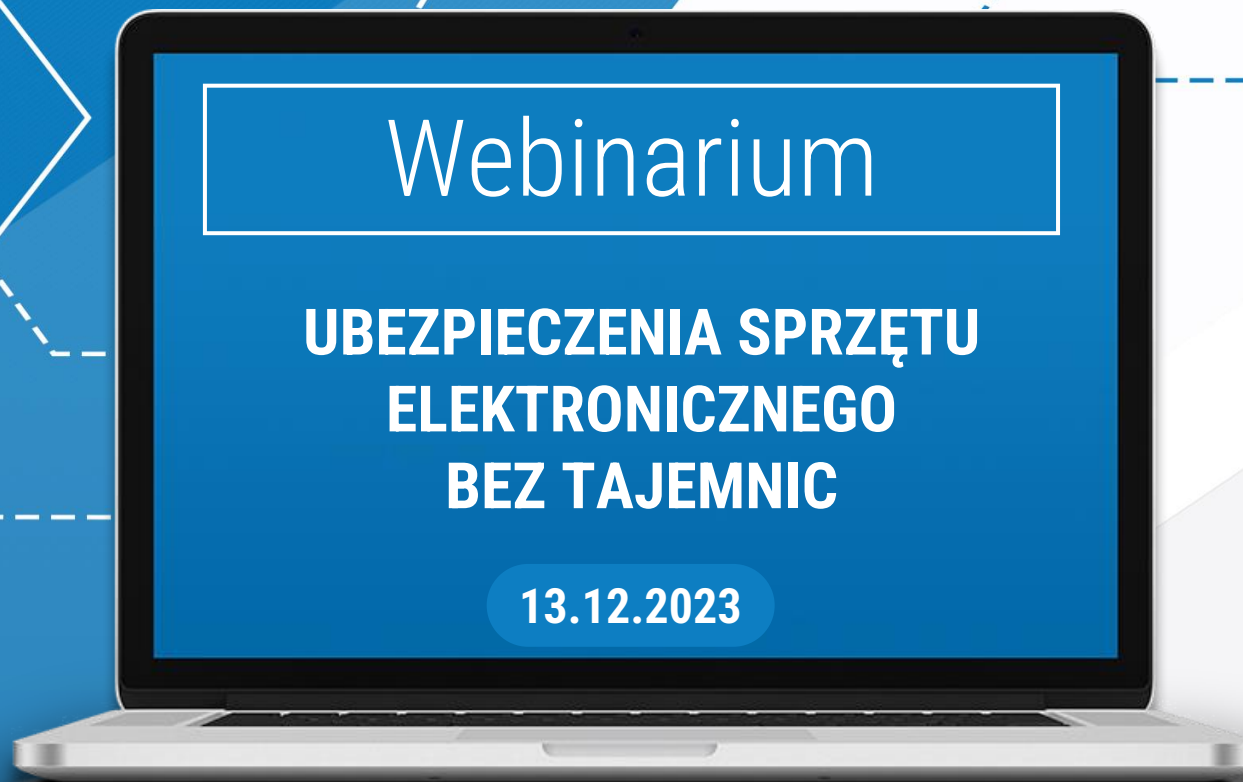 Webinarium
UBEZPIECZENIA SPRZĘTU
ELEKTRONICZNEGO
BEZ TAJEMNIC
13.12.2023